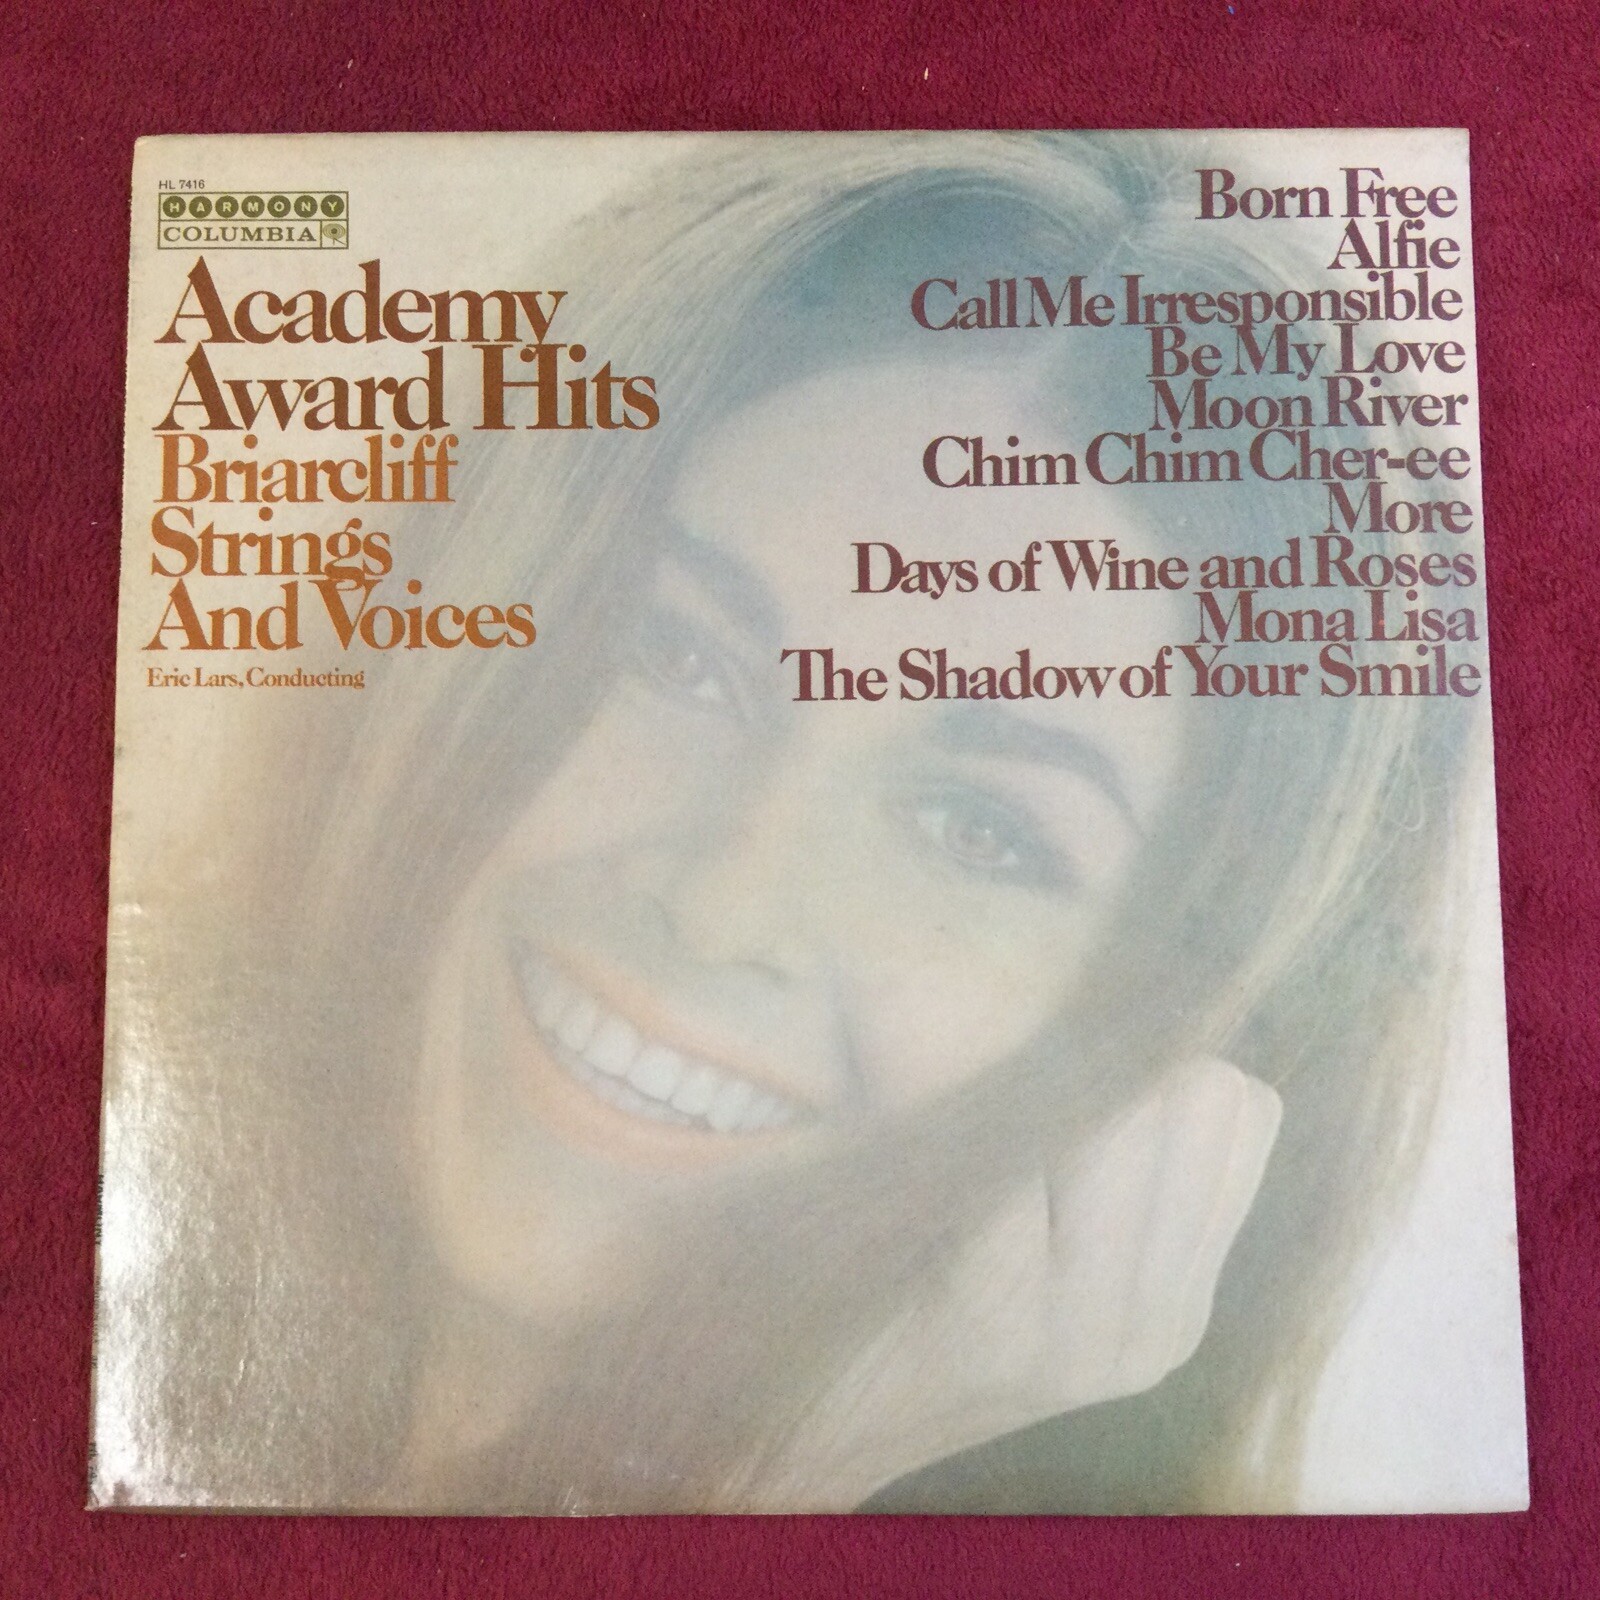 HL 7416
HARMONY
COLUMBIA
Academy
Award Hits
Briarcliff
Strings
And Voices
Eric Lars, Conducting
Born Free
Alfie
Call Me Irresponsible
Be My Love
Moon River
Chim Chim Cher-ee
More
Days of Wine and Roses
Mona Lisa
The Shadow of Your Smile